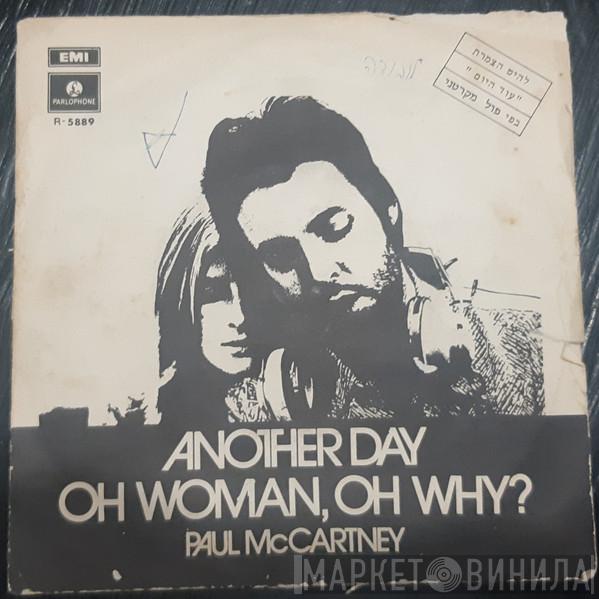 EMI
PARLOPHONE
R-5889
להיט הצמרת
"עוד היום"
בפי פול מקרטני
ANOTHER DAY
OH WOMAN, OH WHY?
PAUL McCARTNEY
МАРКЕТ ВИНИЛА